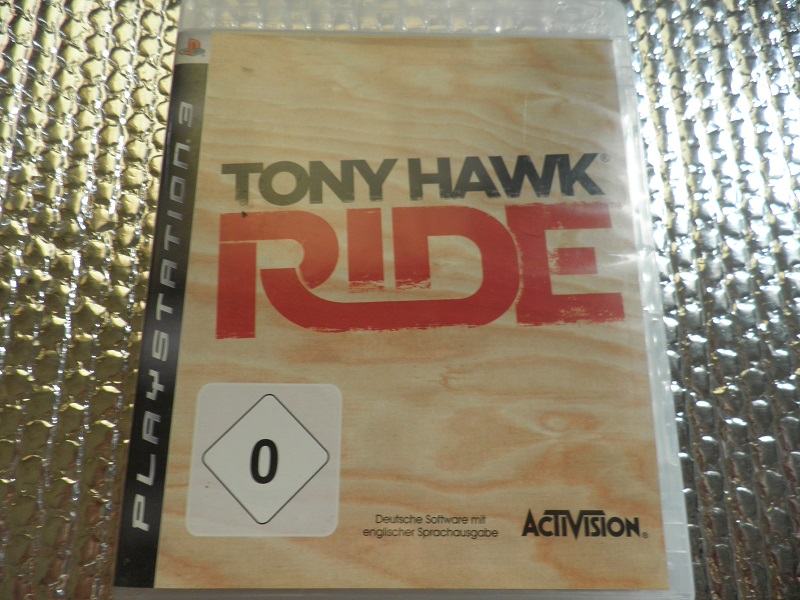 PLAYSTATION 3
TONY HAWK®
RIDE
0
Deutsche Software mit
englischer Sprachausgabe
ACTIVISION®